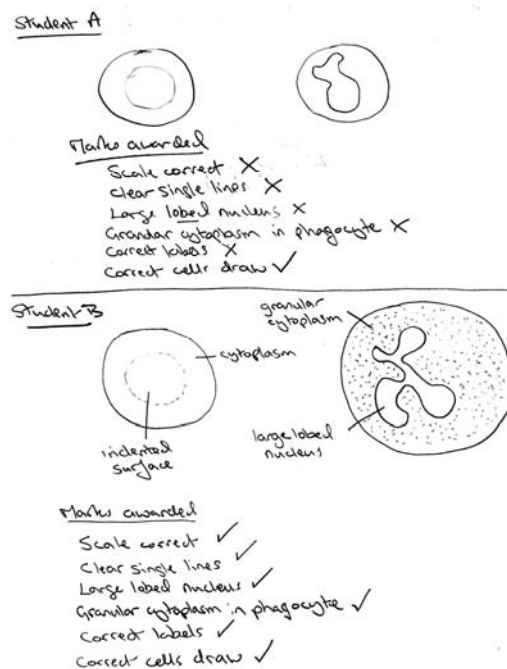 Student A
Marks awarded
Scale correct ✗
Clear single lines ✗
Large lobed nucleus ✗
Granular cytoplasm in phagocyte ✗
Correct labels ✗
Correct cells draw ✓
Student B
granular
cytoplasm
cytoplasm
indented
surface
large lobed
nucleus
Marks awarded
Scale correct ✓
Clear single lines ✓
Large lobed nucleus ✓
Granular cytoplasm in phagocyte ✓
Correct labels ✓
Correct cells draw ✓